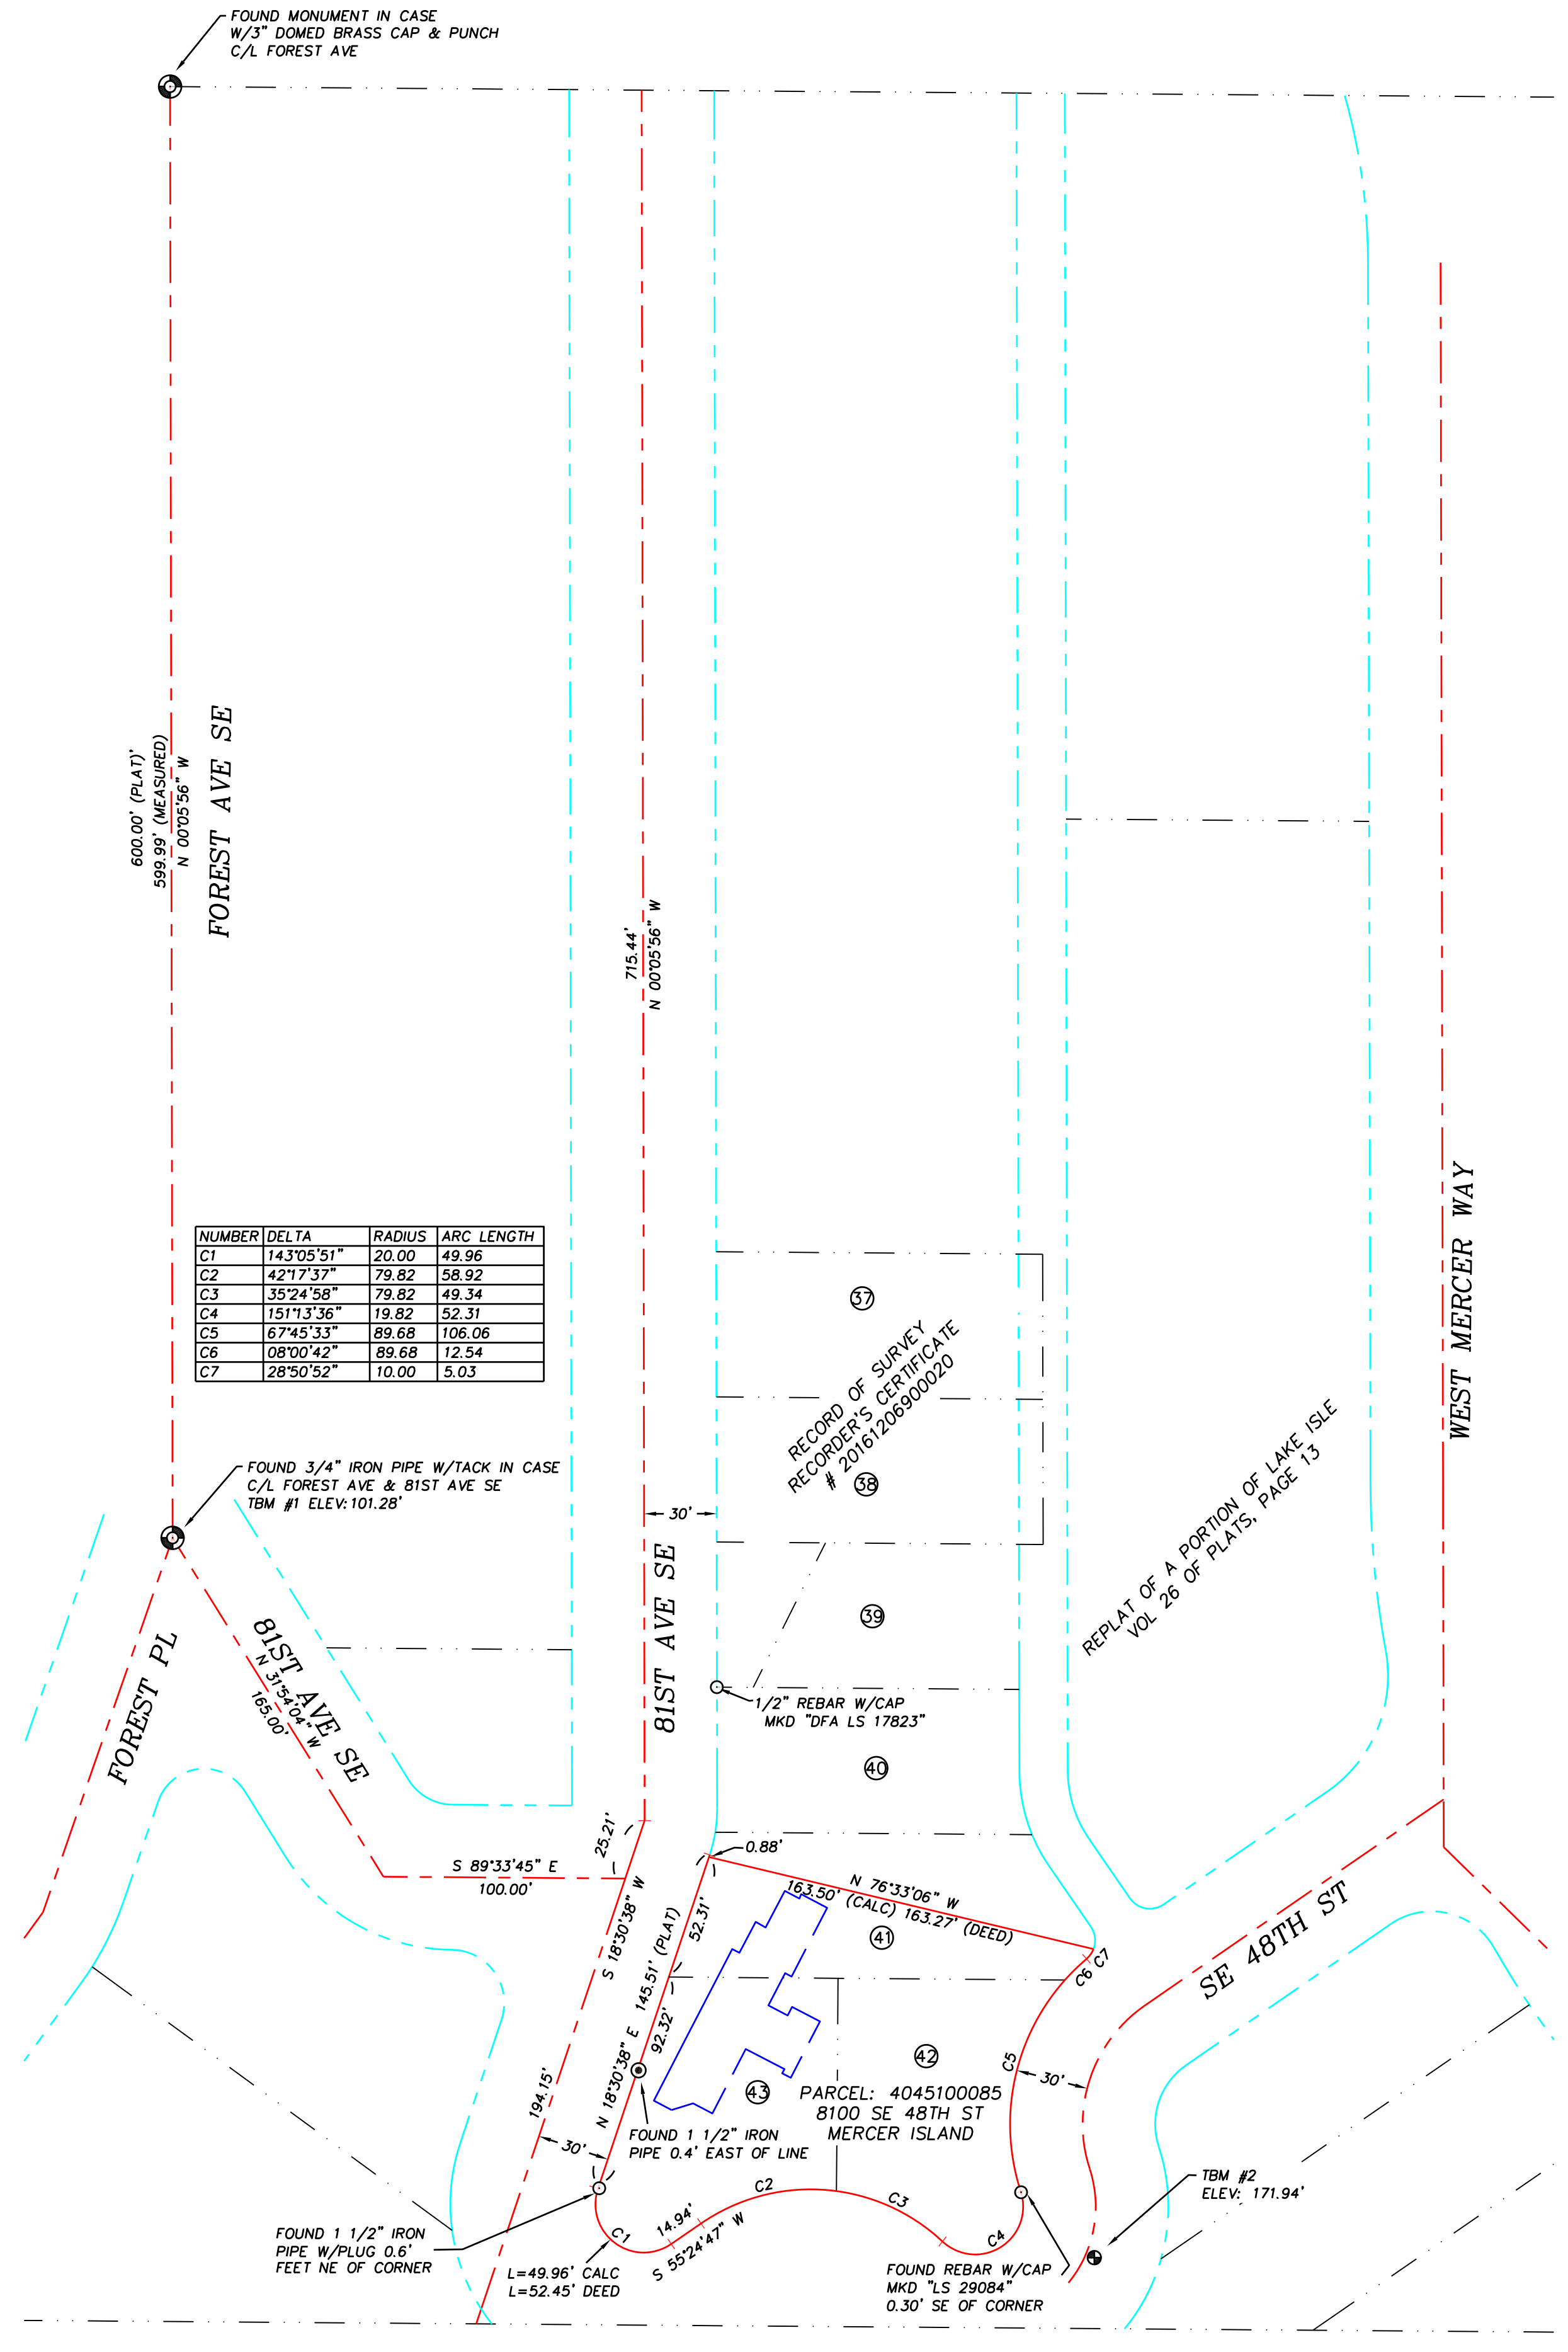 FOUND MONUMENT IN CASE
W/3" DOMED BRASS CAP & PUNCH
C/L FOREST AVE
600.00' (PLAT)'
599.99' (MEASURED)
N 00°05'56" W
FOREST AVE SE
715.44'
N 00°05'56" W
WEST MERCER WAY
NUMBER DELTA RADIUS ARC LENGTH
C1 143°05'51" 20.00 49.96
C2 42°17'37" 79.82 58.92
C3 35°24'58" 79.82 49.34
C4 151°13'36" 19.82 52.31
C5 67°45'33" 89.68 106.06
C6 08°00'42" 89.68 12.54
C7 28°50'52" 10.00 5.03
37
RECORD OF SURVEY
RECORDER'S CERTIFICATE
# 20161206900020
38
REPLAT OF A PORTION OF LAKE ISLE
VOL 26 OF PLATS, PAGE 13
FOUND 3/4" IRON PIPE W/TACK IN CASE
C/L FOREST AVE & 81ST AVE SE
TBM #1 ELEV: 101.28'
30'
81ST AVE SE
39
FOREST PL
81ST AVE SE
N 31°54'04" W
165.00'
1/2" REBAR W/CAP
MKD "DFA LS 17823"
40
25.21'
0.88'
S 89°33'45" E
100.00'
S 18°30'38" W
194.15'
N 76°33'06" W
163.50' (CALC) 163.27' (DEED)
41
52.31'
N 18°30'38" E 145.51' (PLAT)
92.32'
C6 C7
SE 48TH ST
42
C5
30'
43
PARCEL: 4045100085
8100 SE 48TH ST
MERCER ISLAND
FOUND 1 1/2" IRON
PIPE 0.4' EAST OF LINE
30'
TBM #2
ELEV: 171.94'
C2
C3
14.94'
S 55°24'47" W
C1
C4
FOUND 1 1/2" IRON
PIPE W/PLUG 0.6'
FEET NE OF CORNER
L=49.96' CALC
L=52.45' DEED
FOUND REBAR W/CAP
MKD "LS 29084"
0.30' SE OF CORNER